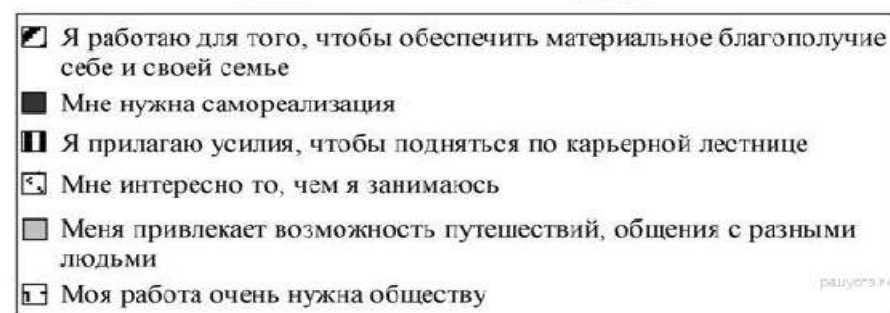 Я работаю для того, чтобы обеспечить материальное благополучие
себе и своей семье
Мне нужна самореализация
Я прилагаю усилия, чтобы подняться по карьерной лестнице
Мне интересно то, чем я занимаюсь
Меня привлекает возможность путешествий, общения с разными
людьми
Моя работа очень нужна обществу